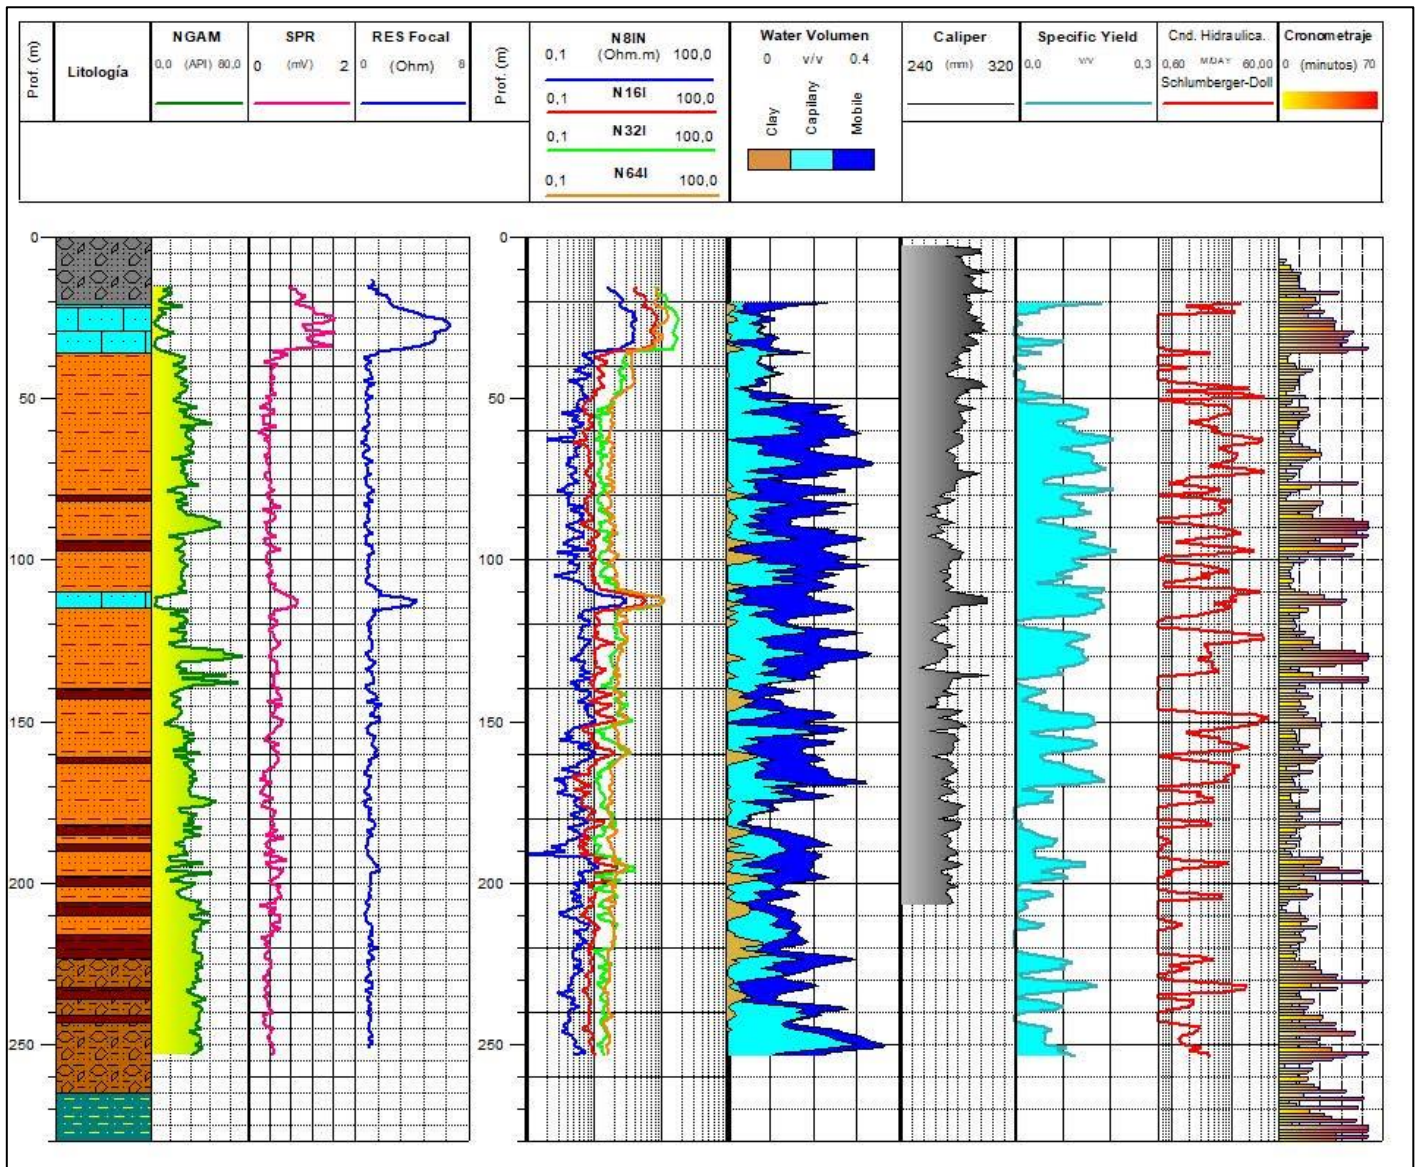 Prof. (m)
Litología
NGAM
0,0 (API) 80,0
SPR
0 (mV) 2
RES Focal
0 (Ohm) 8
Prof. (m)
N8IN
0,1 (Ohm.m) 100,0
N16I
0,1 100,0
N32I
0,1 100,0
N64I
0,1 100,0
Water Volumen
0 v/v 0.4
Clay
Capilary
Mobile
Caliper
240 (mm) 320
Specific Yield
0,0 v/v 0,3
Cnd. Hidraulica.
0,60 M/DAY 60,00
Schlumberger-Doll
Cronometraje
0 (minutos) 70
0
50
100
150
200
250
0
50
100
150
200
250